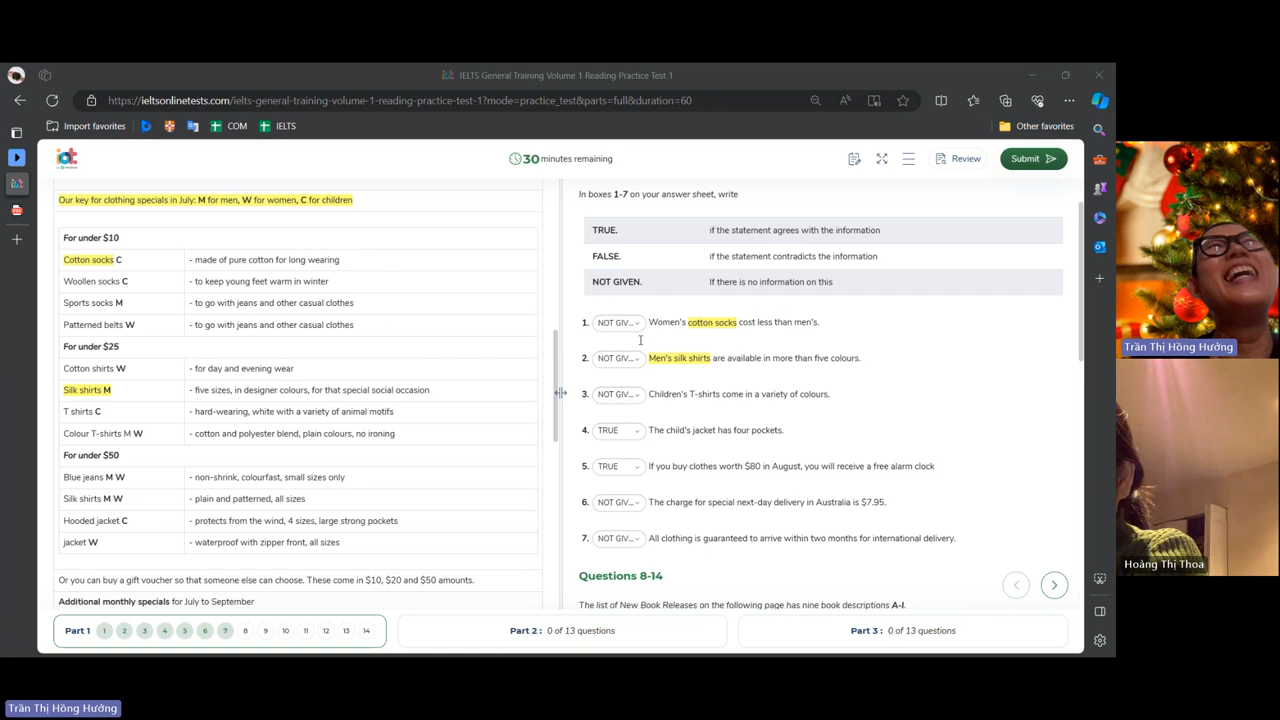 IELTS General Training Volume 1 Reading Practice Test 1
https://ieltsonlinetests.com/ielts-general-training-volume-1-reading-practice-test-1?mode=practice_test&parts=full&duration=60
Import favorites
COM
IELTS
Other favorites
iot
30 minutes remaining
Review
Submit
Our key for clothing specials in July: M for men, W for women, C for children
For under $10
Cotton socks C - made of pure cotton for long wearing
Woollen socks C - to keep young feet warm in winter
Sports socks M - to go with jeans and other casual clothes
Patterned belts W - to go with jeans and other casual clothes
For under $25
Cotton shirts W - for day and evening wear
Silk shirts M - five sizes, in designer colours, for that special social occasion
T shirts C - hard-wearing, white with a variety of animal motifs
Colour T-shirts M W - cotton and polyester blend, plain colours, no ironing
For under $50
Blue jeans M W - non-shrink, colourfast, small sizes only
Silk shirts M W - plain and patterned, all sizes
Hooded jacket C - protects from the wind, 4 sizes, large strong pockets
jacket W - waterproof with zipper front, all sizes
Or you can buy a gift voucher so that someone else can choose. These come in $10, $20 and $50 amounts.
Additional monthly specials for July to September
In boxes 1-7 on your answer sheet, write
TRUE. if the statement agrees with the information
FALSE. if the statement contradicts the information
NOT GIVEN. If there is no information on this
1. NOT GIV... Women's cotton socks cost less than men's.
2. NOT GIV... Men's silk shirts are available in more than five colours.
3. NOT GIV... Children's T-shirts come in a variety of colours.
4. TRUE The child's jacket has four pockets.
5. TRUE If you buy clothes worth $80 in August, you will receive a free alarm clock
6. NOT GIV... The charge for special next-day delivery in Australia is $7.95.
7. NOT GIV... All clothing is guaranteed to arrive within two months for international delivery.
Questions 8-14
The list of New Book Releases on the following page has nine book descriptions A-I.
Part 1 1 2 3 4 5 6 7 8 9 10 11 12 13 14
Part 2 : 0 of 13 questions
Part 3 : 0 of 13 questions
Trần Thị Hồng Hưởng
Hoàng Thị Thoa
Trần Thị Hồng Hưởng